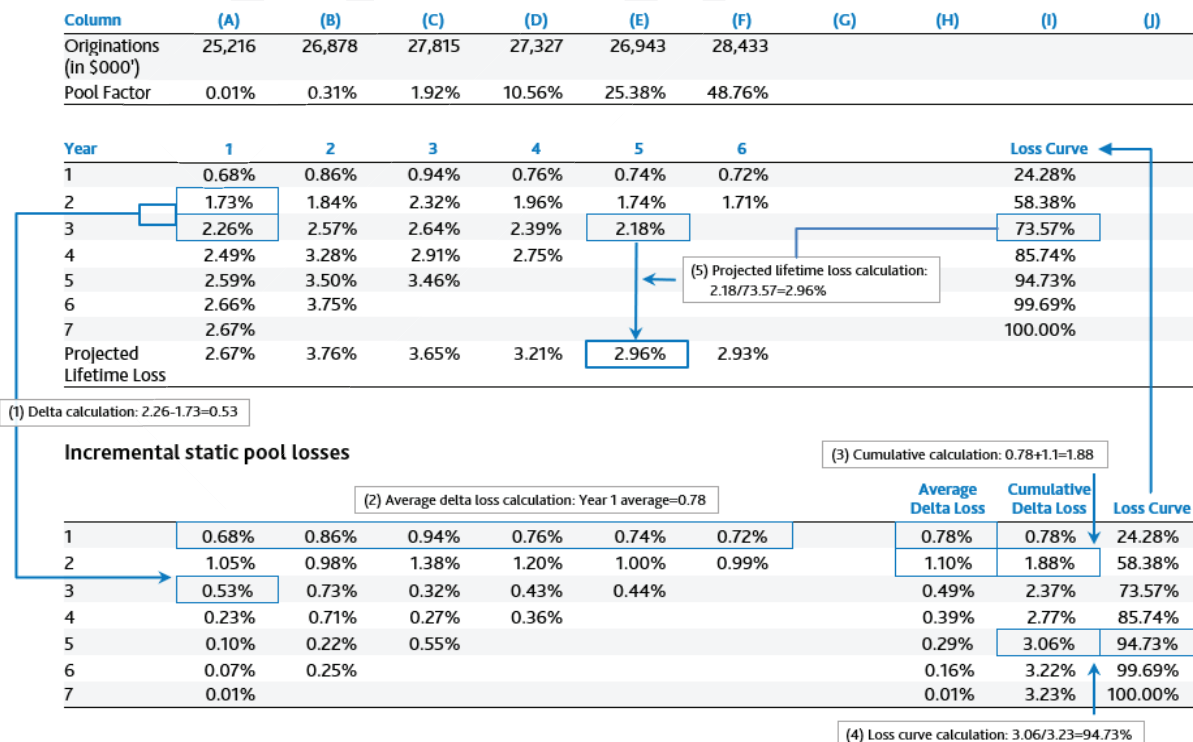 Column (A) (B) (C) (D) (E) (F) (G) (H) (I) (J)
Originations 25,216 26,878 27,815 27,327 26,943 28,433
(in $000')
Pool Factor 0.01% 0.31% 1.92% 10.56% 25.38% 48.76%
Year 1 2 3 4 5 6 Loss Curve
1 0.68% 0.86% 0.94% 0.76% 0.74% 0.72% 24.28%
2 1.73% 1.84% 2.32% 1.96% 1.74% 1.71% 58.38%
3 2.26% 2.57% 2.64% 2.39% 2.18% 73.57%
4 2.49% 3.28% 2.91% 2.75% 85.74%
5 2.59% 3.50% 3.46% 94.73%
6 2.66% 3.75% 99.69%
7 2.67% 100.00%
(5) Projected lifetime loss calculation:
2.18/73.57=2.96%
Projected 2.67% 3.76% 3.65% 3.21% 2.96% 2.93%
Lifetime Loss
(1) Delta calculation: 2.26-1.73=0.53
Incremental static pool losses
(3) Cumulative calculation: 0.78+1.1=1.88
(2) Average delta loss calculation: Year 1 average=0.78
Average Cumulative
Delta Loss Delta Loss Loss Curve
1 0.68% 0.86% 0.94% 0.76% 0.74% 0.72% 0.78% 0.78% 24.28%
2 1.05% 0.98% 1.38% 1.20% 1.00% 0.99% 1.10% 1.88% 58.38%
3 0.53% 0.73% 0.32% 0.43% 0.44% 0.49% 2.37% 73.57%
4 0.23% 0.71% 0.27% 0.36% 0.39% 2.77% 85.74%
5 0.10% 0.22% 0.55% 0.29% 3.06% 94.73%
6 0.07% 0.25% 0.16% 3.22% 99.69%
7 0.01% 0.01% 3.23% 100.00%
(4) Loss curve calculation: 3.06/3.23=94.73%